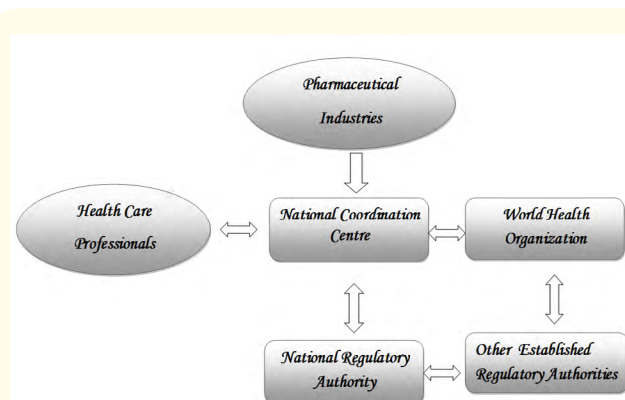 Pharmaceutical
Industries
Health Care
Professionals
National Coordination
Centre
World Health
Organization
National Regulatory
Authority
Other Established
Regulatory Authorities